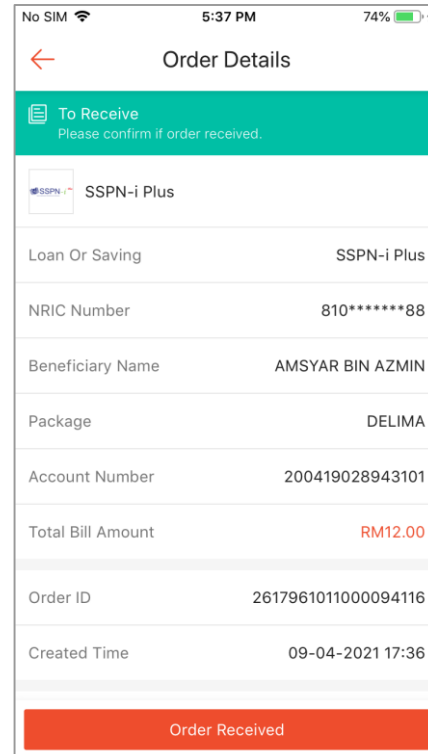 No SIM 5:37 PM 74%
Order Details
To Receive
Please confirm if order received.
SSPN-i SSPN-i Plus
Loan Or Saving SSPN-i Plus
NRIC Number 810*******88
Beneficiary Name AMSYAR BIN AZMIN
Package DELIMA
Account Number 200419028943101
Total Bill Amount RM12.00
Order ID 2617961011000094116
Created Time 09-04-2021 17:36
Order Received